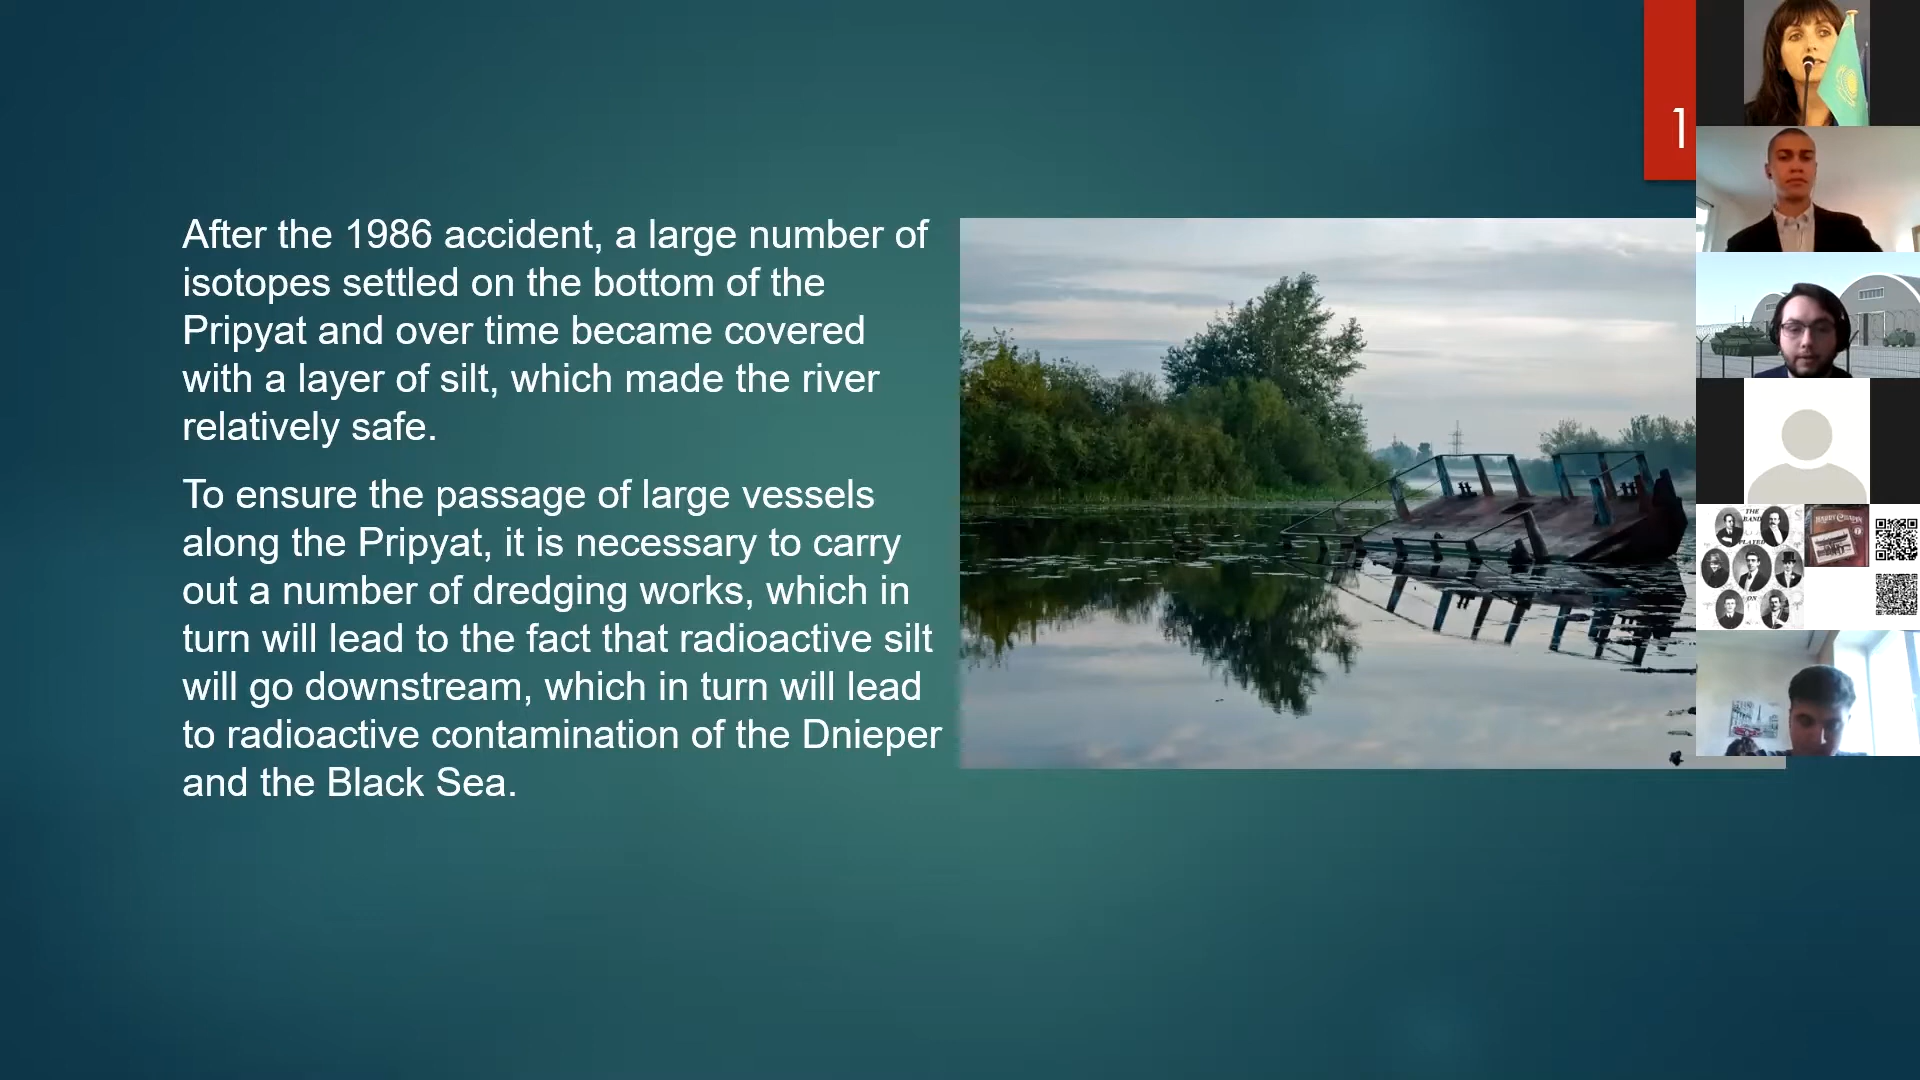 After the 1986 accident, a large number of
isotopes settled on the bottom of the
Pripyat and over time became covered
with a layer of silt, which made the river
relatively safe.
To ensure the passage of large vessels
along the Pripyat, it is necessary to carry
out a number of dredging works, which in
turn will lead to the fact that radioactive silt
will go downstream, which in turn will lead
to radioactive contamination of the Dnieper
and the Black Sea.
1
THE
BAND
PLAYED
ON